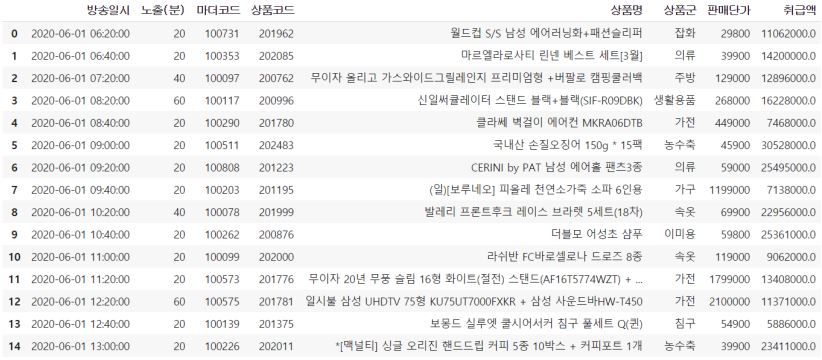 방송일시 노출(분) 마더코드 상품코드 상품명 상품군 판매단가 취급액
0 2020-06-01 06:20:00 20 100731 201962 월드컵 S/S 남성 에어러닝화+패션슬리퍼 잡화 29800 11062000.0
1 2020-06-01 06:40:00 20 100353 202085 마르엘라로사티 린넨 베스트 세트[3월] 의류 39900 14200000.0
2 2020-06-01 07:20:00 40 100097 200762 무이자 올리고 가스와이드그릴레인지 프리미엄형 +버팔로 캠핑쿨러백 주방 129000 12896000.0
3 2020-06-01 08:20:00 60 100117 200996 신일써큘레이터 스탠드 블랙+블랙(SIF-R09DBK) 생활용품 268000 16228000.0
4 2020-06-01 08:40:00 20 100290 201780 클라쎄 벽걸이 에어컨 MKRA06DTB 가전 449000 7468000.0
5 2020-06-01 09:00:00 20 100511 202483 국내산 손질오징어 150g * 15팩 농수축 45900 30528000.0
6 2020-06-01 09:20:00 20 100808 201223 CERINI by PAT 남성 에어홀 팬츠3종 의류 59000 25495000.0
7 2020-06-01 09:40:00 20 100203 201195 (일)[보루네오] 피올레 천연소가죽 소파 6인용 가구 1199000 7138000.0
8 2020-06-01 10:20:00 40 100078 201999 발레리 프론트후크 레이스 브라렛 5세트(18차) 속옷 69900 22956000.0
9 2020-06-01 10:40:00 20 100262 200876 더블모 어성초 샴푸 이미용 59800 25361000.0
10 2020-06-01 11:00:00 20 100099 202000 라쉬반 FC바로셀로나 드로즈 8종 속옷 119000 9062000.0
11 2020-06-01 11:20:00 20 100573 201776 무이자 20년 무풍 슬림 16형 화이트(절전) 스탠드(AF16T5774WZT) + ... 가전 1799000 13408000.0
12 2020-06-01 12:20:00 60 100575 201781 일시불 삼성 UHDTV 75형 KU75UT7000FXKR + 삼성 사운드바HW-T450 가전 2100000 11371000.0
13 2020-06-01 12:40:00 20 100139 201375 보몽드 실루엣 쿨시어서커 침구 풀세트 Q(퀸) 침구 54900 5886000.0
14 2020-06-01 13:00:00 20 100226 202011 *[맥널티] 싱글 오리진 핸드드립 커피 5종 10박스 + 커피포트 1개 농수축 39900 23411000.0